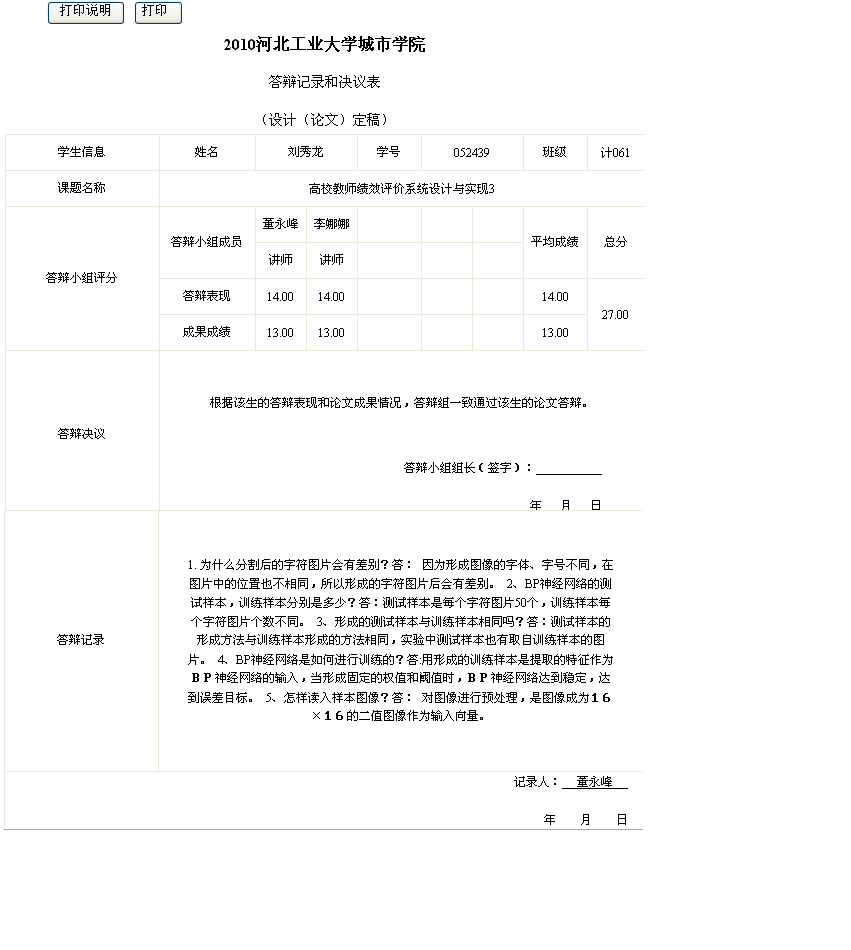 打印说明 打印
2010河北工业大学城市学院
答辩记录和决议表
（设计（论文）定稿）
学生信息 姓名 刘秀龙 学号 052439 班级 计061
课题名称 高校教师绩效评价系统设计与实现3
答辩小组评分 答辩小组成员 董永峰 李娜娜 平均成绩 总分
讲师 讲师
答辩表现 14.00 14.00 14.00
27.00
成果成绩 13.00 13.00 13.00
答辩决议
根据该生的答辩表现和论文成果情况，答辩组一致通过该生的论文答辩。
答辩小组组长（签字）：
年 月 日
答辩记录
1. 为什么分割后的字符图片会有差别？答： 因为形成图像的字体、字号不同，在
图片中的位置也不相同，所以形成的字符图片后会有差别。 2、BP神经网络的测
试样本，训练样本分别是多少？答：测试样本是每个字符图片50个，训练样本每
个字符图片个数不同。 3、形成的测试样本与训练样本相同吗？答：测试样本的
形成方法与训练样本形成的方法相同，实验中测试样本也有取自训练样本的图
片。 4、BP神经网络是如何进行训练的？答:用形成的训练样本是提取的特征作为
ＢＰ神经网络的输入，当形成固定的权值和阈值时，ＢＰ神经网络达到稳定，达
到误差目标。 5、怎样读入样本图像？答： 对图像进行预处理，是图像成为１６
×１６的二值图像作为输入向量。
记录人： 董永峰
年 月 日